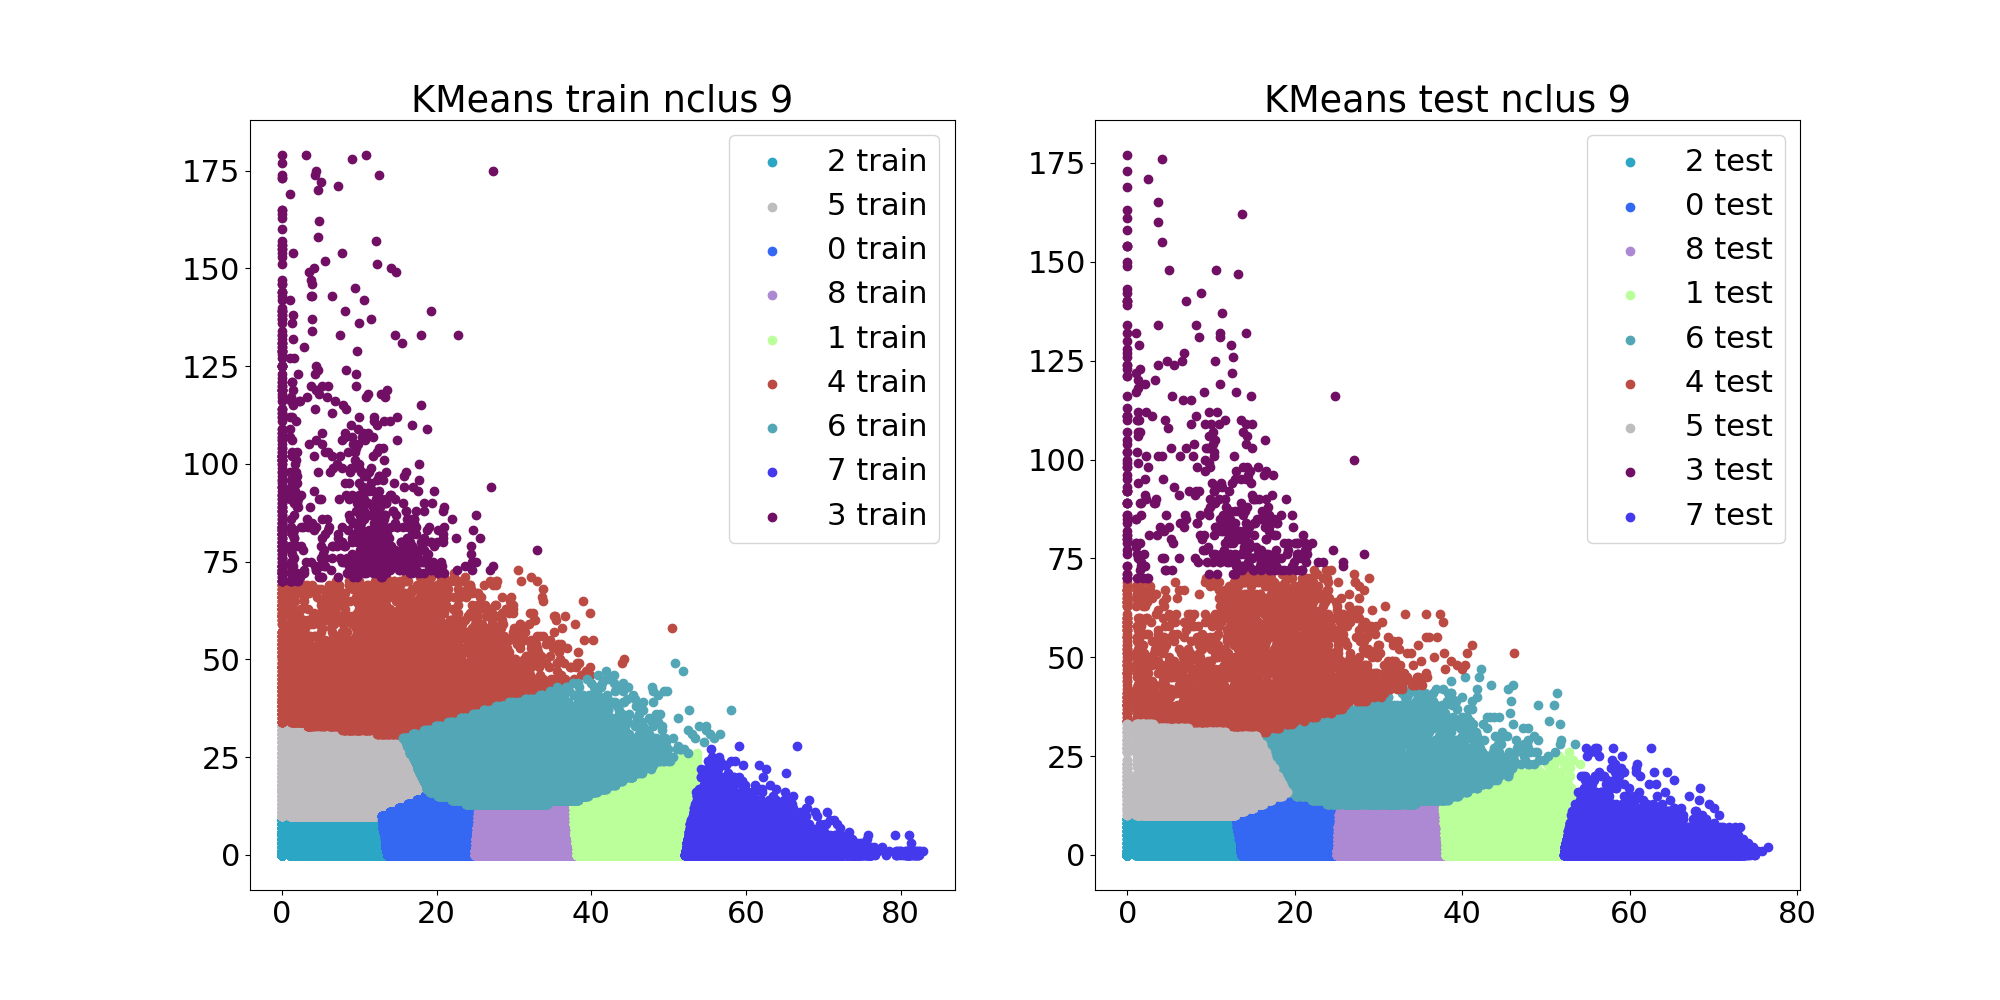 KMeans train nclus 9
175
150
125
100
75
50
25
0
0 20 40 60 80
2 train
5 train
0 train
8 train
1 train
4 train
6 train
7 train
3 train
KMeans test nclus 9
175
150
125
100
75
50
25
0
0 20 40 60 80
2 test
0 test
8 test
1 test
6 test
4 test
5 test
3 test
7 test